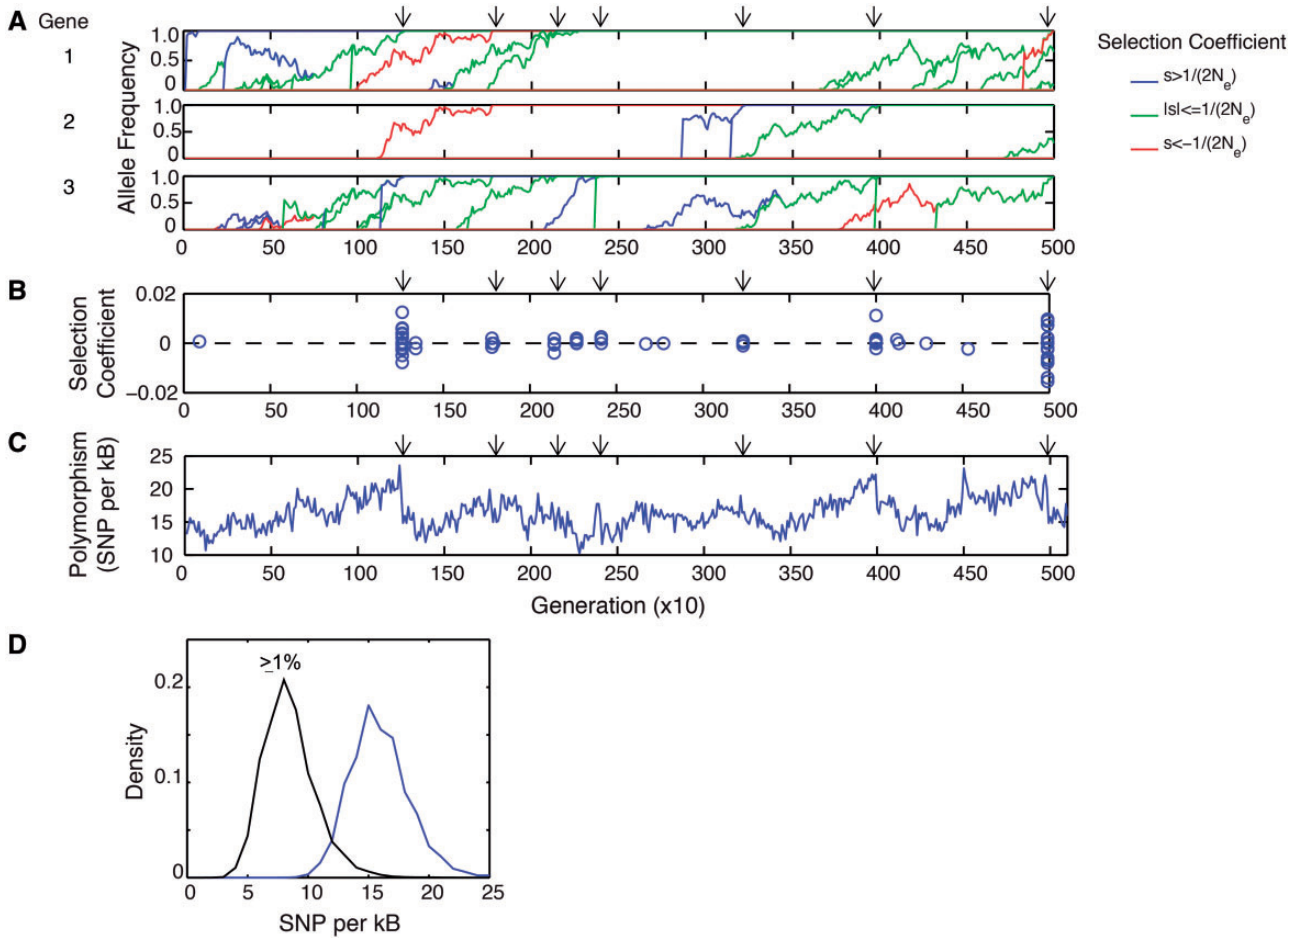 A Gene
1
2
3
Allele Frequency
1.0
0.5
0
1.0
0.5
0
1.0
0.5
0
0 50 100 150 200 250 300 350 400 450 500
Selection Coefficient
s>1/(2Ne)
|s|<=1/(2Ne)
s<-1/(2Ne)
B
Selection
Coefficient
0.02
0
-0.02
0 50 100 150 200 250 300 350 400 450 500
C
Polymorphism
(SNP per kB)
25
20
15
10
0 50 100 150 200 250 300 350 400 450 500
Generation (x10)
D
≥1%
Density
0.2
0.1
0
0 5 10 15 20 25
SNP per kB